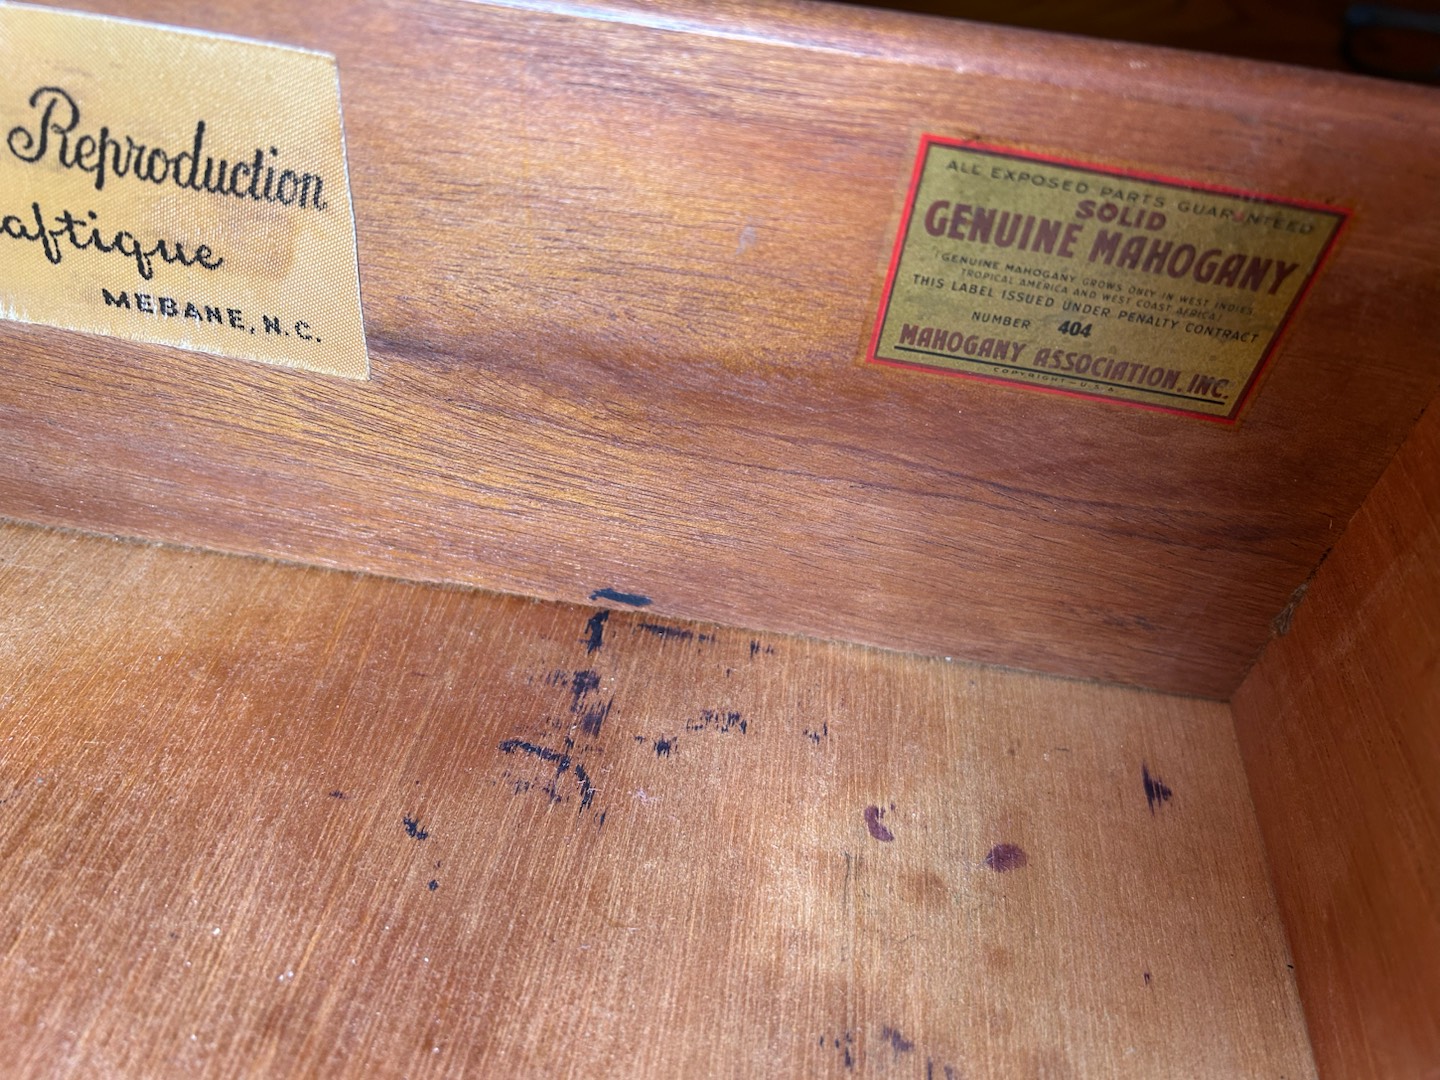 Reproduction
aftique
MEBANE, N.C.
ALL EXPOSED PARTS GUARANTEED
SOLID
GENUINE MAHOGANY
"GENUINE MAHOGANY GROWS ONLY IN WEST INDIES,
TROPICAL AMERICA AND WEST COAST AFRICA"
THIS LABEL ISSUED UNDER PENALTY CONTRACT
NUMBER 404
MAHOGANY ASSOCIATION, INC.
COPYRIGHT-U.S.A.